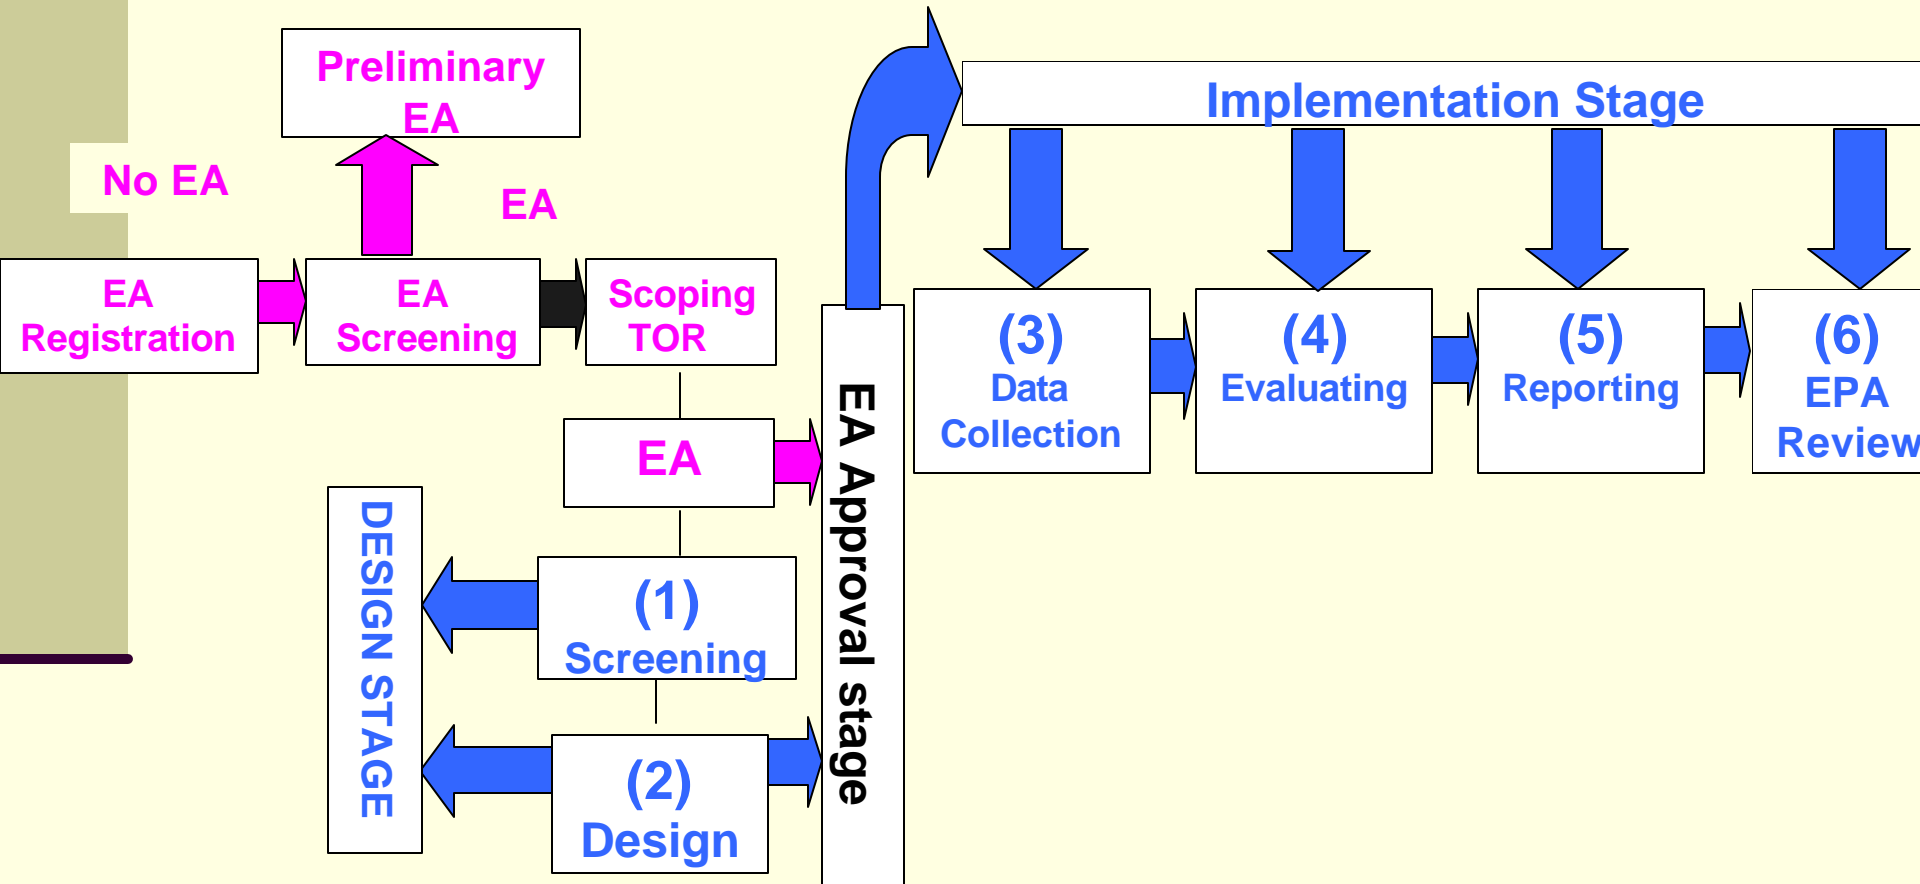 Preliminary
EA
No EA
EA
EA
Registration
EA
Screening
Scoping
TOR
EA
(1)
Screening
(2)
Design
DESIGN STAGE
EA Approval stage
Implementation Stage
(3)
Data
Collection
(4)
Evaluating
(5)
Reporting
(6)
EPA
Review